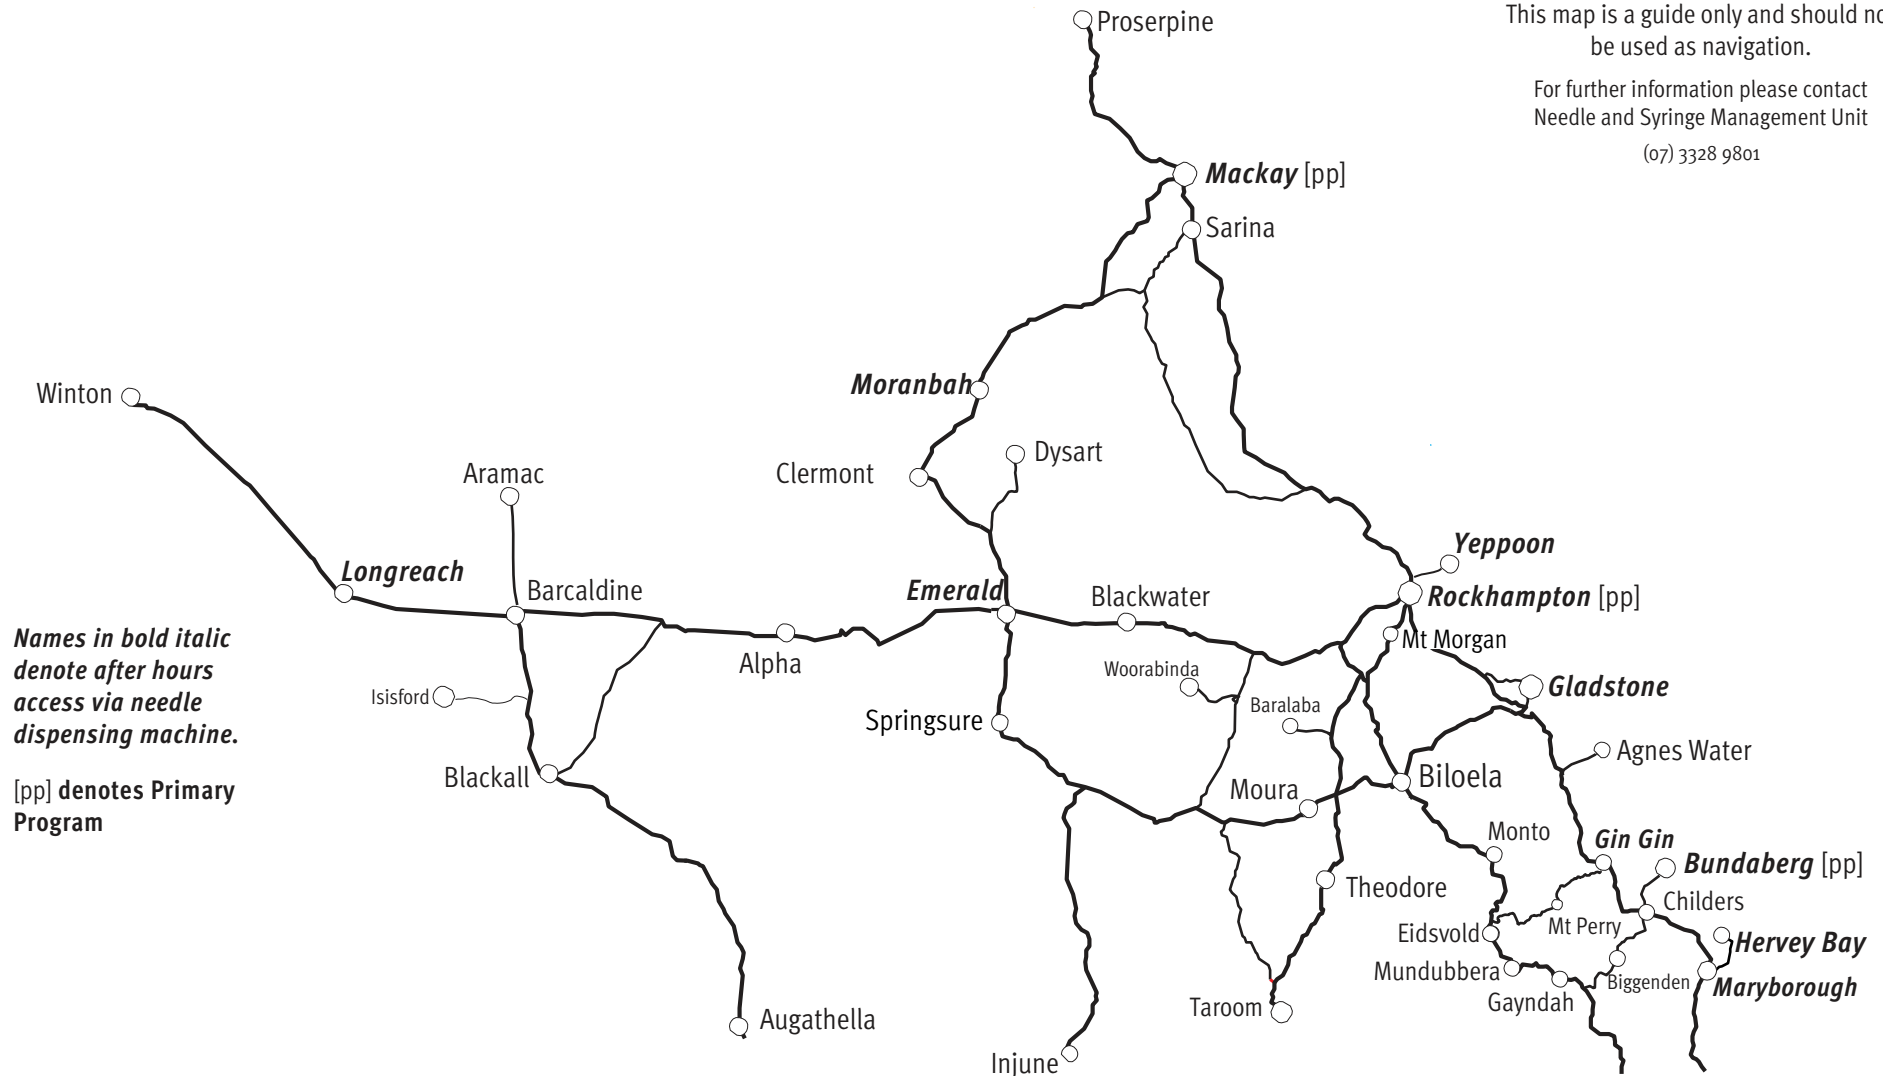 Proserpine
This map is a guide only and should no
be used as navigation.
For further information please contact
Needle and Syringe Management Unit
(07) 3328 9801
Mackay [pp]
Sarina
Moranbah
Winton
Dysart
Aramac
Clermont
Yeppoon
Longreach
Barcaldine
Emerald
Blackwater
Rockhampton [pp]
Names in bold italic
denote after hours
access via needle
dispensing machine.
[pp] denotes Primary
Program
Mt Morgan
Alpha
Woorabinda
Isisford
Baralaba
Gladstone
Springsure
Agnes Water
Blackall
Moura
Biloela
Monto
Gin Gin
Bundaberg [pp]
Theodore
Childers
Mt Perry
Eidsvold
Hervey Bay
Mundubbera
Biggenden
Maryborough
Gayndah
Taroom
Augathella
Injune